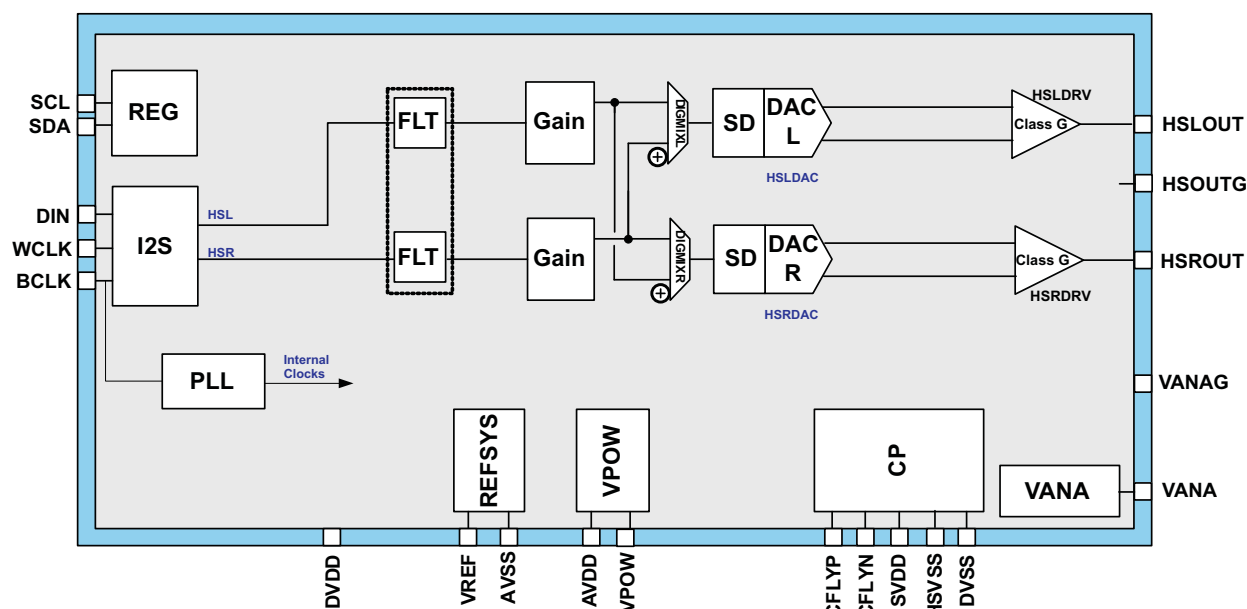 SCL
SDA
REG
DIN
WCLK
BCLK
I2S
HSL
HSR
PLL
Internal
Clocks
FLT
FLT
Gain
Gain
DIGMIXL
DIGMIXR
SD
DAC
L
HSLDAC
SD
DAC
R
HSRDAC
HSLDRV
Class G
Class G
HSRDRV
HSLOUT
HSOUTG
HSROUT
VANAG
VANA
VANA
REFSYS
VPOW
CP
DVDD
VREF
AVSS
AVDD
VPOW
CFLYP
CFLYN
SVDD
HSVSS
DVSS